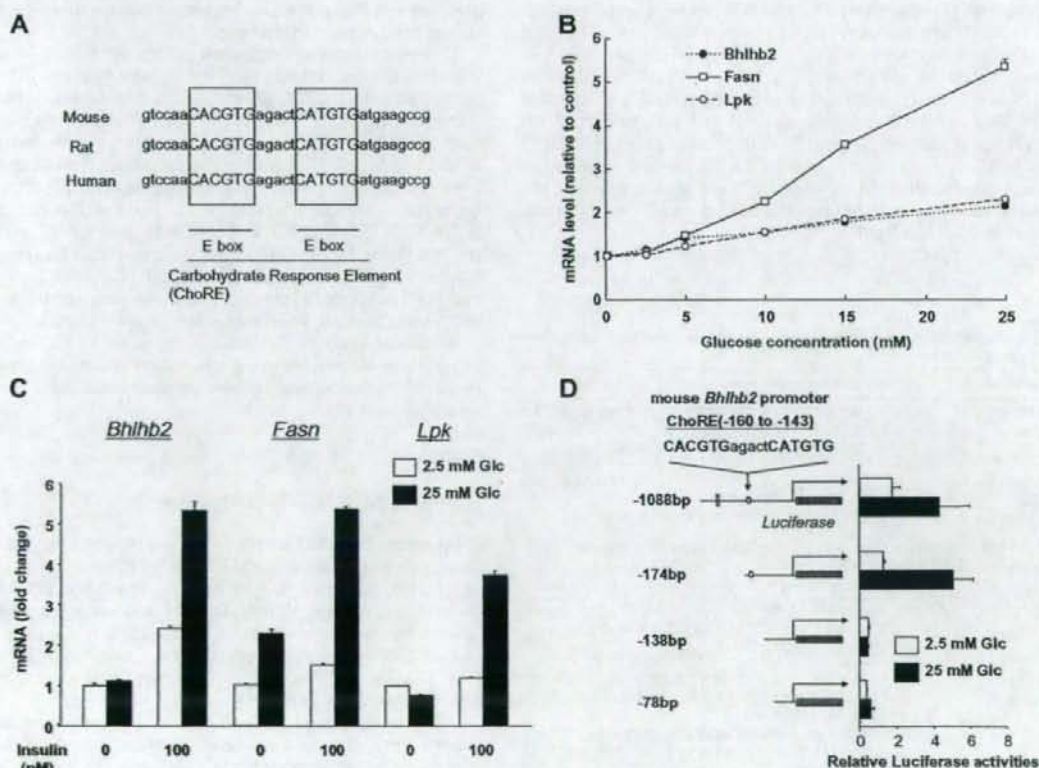 A
Mouse gtccaaCACGTGagactCATGTGatgaagccg
Rat gtccaaCACGTGagactCATGTGatgaagccg
Human gtccaaCACGTGagactCATGTGatgaagccg
E box E box
Carbohydrate Response Element
(ChoRE)
B
mRNA level (relative to control)
6
5
4
3
2
1
0
Bhlhb2
Fasn
Lpk
0 5 10 15 20 25
Glucose concentration (mM)
C
Bhlhb2 Fasn Lpk
2.5 mM Glc
25 mM Glc
mRNA (fold change)
6
5
4
3
2
1
0
Insulin 0 100 0 100 0 100
(nM)
D
mouse Bhlhb2 promoter
ChoRE(-160 to -143)
CACGTGagactCATGTG
-1088bp
Luciferase
-174bp
-138bp
-78bp
2.5 mM Glc
25 mM Glc
0 2 4 6 8
Relative Luciferase activities